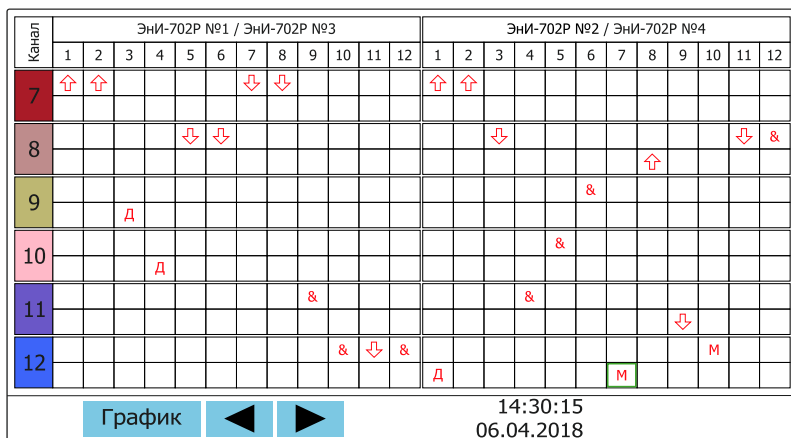 Канал
ЭнИ-702Р №1 / ЭнИ-702Р №3 ЭнИ-702Р №2 / ЭнИ-702Р №4
1 2 3 4 5 6 7 8 9 10 11 12 1 2 3 4 5 6 7 8 9 10 11 12
7
8 &
9 &
Д
10 &
Д
11 & &
12 & & М
Д М
График 14:30:15
06.04.2018